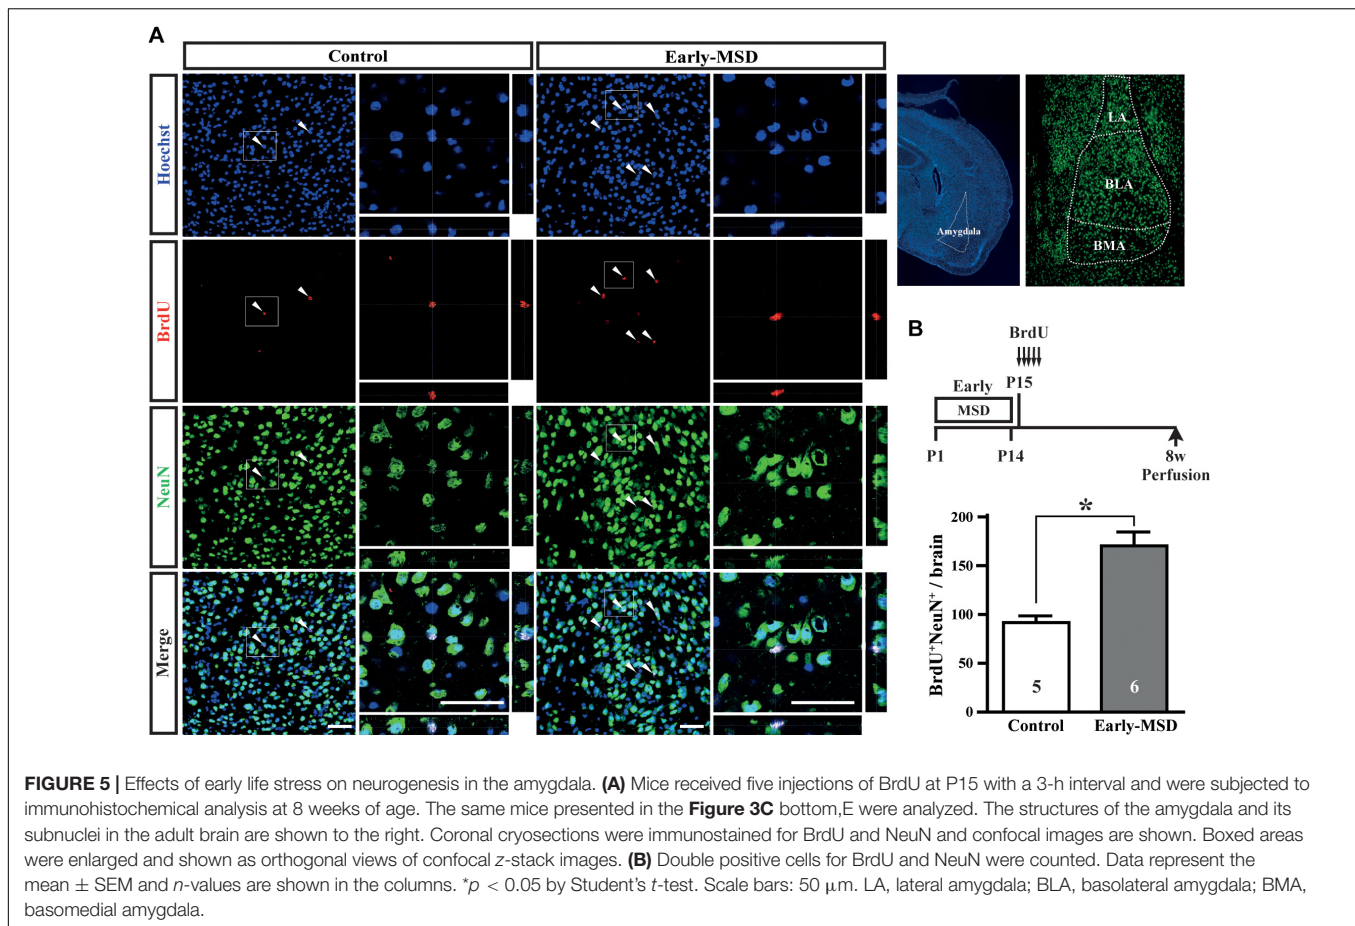 A
Control
Early-MSD
Hoechst
BrdU
NeuN
Merge
Amygdala
LA
BLA
BMA
B
BrdU
Early
P15
MSD
P1
P14
8w
Perfusion
BrdU⁺NeuN⁺ / brain
200
150
100
50
0
*
5
6
Control
Early-MSD
FIGURE 5 | Effects of early life stress on neurogenesis in the amygdala. (A) Mice received five injections of BrdU at P15 with a 3-h interval and were subjected to
immunohistochemical analysis at 8 weeks of age. The same mice presented in the Figure 3C bottom,E were analyzed. The structures of the amygdala and its
subnuclei in the adult brain are shown to the right. Coronal cryosections were immunostained for BrdU and NeuN and confocal images are shown. Boxed areas
were enlarged and shown as orthogonal views of confocal z-stack images. (B) Double positive cells for BrdU and NeuN were counted. Data represent the
mean ± SEM and n-values are shown in the columns. *p < 0.05 by Student's t-test. Scale bars: 50 μm. LA, lateral amygdala; BLA, basolateral amygdala; BMA,
basomedial amygdala.